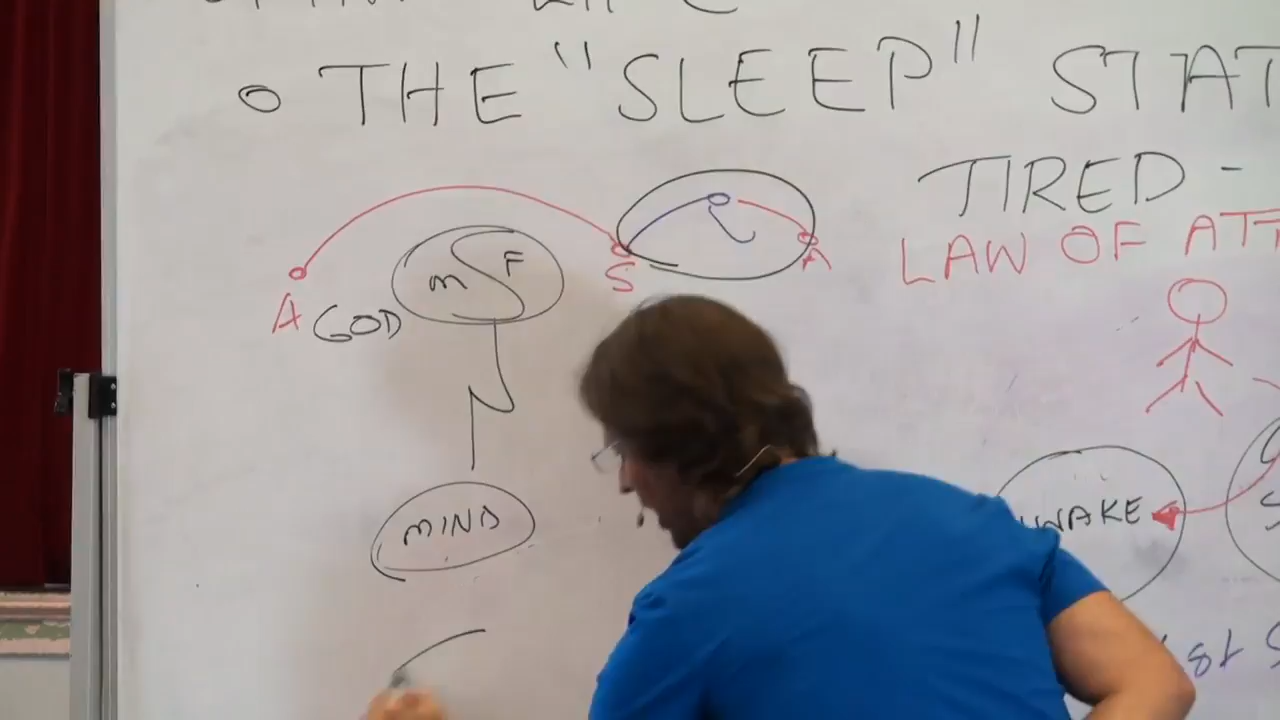 THE "SLEEP" STAT
TIRED -
LAW OF ATT
M F
S
A
A GOD
MIND
AWAKE